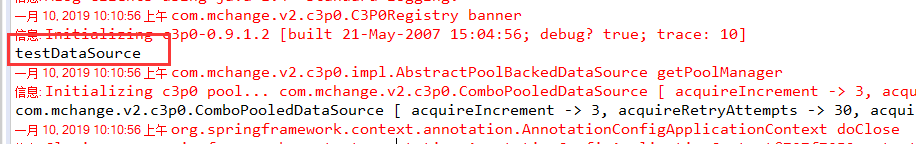 一月 10, 2019 10:10:56 上午 com.mchange.v2.c3p0.C3P0Registry banner
信息: Initializing c3p0-0.9.1.2 [built 21-May-2007 15:04:56; debug? true; trace: 10]
testDataSource
一月 10, 2019 10:10:56 上午 com.mchange.v2.c3p0.impl.AbstractPoolBackedDataSource getPoolManager
信息: Initializing c3p0 pool... com.mchange.v2.c3p0.ComboPooledDataSource [ acquireIncrement -> 3, acqu
com.mchange.v2.c3p0.ComboPooledDataSource [ acquireIncrement -> 3, acquireRetryAttempts -> 30, acquir
一月 10, 2019 10:10:56 上午 org.springframework.context.annotation.AnnotationConfigApplicationContext doClose